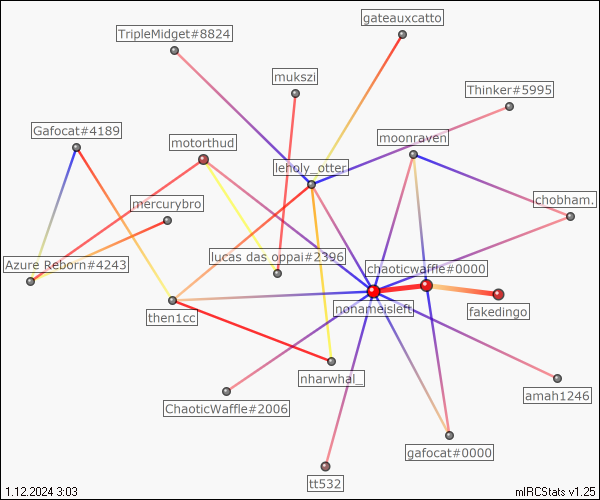 gateauxcatto
TripleMidget#8824
mukszi
Thinker#5995
Gafocat#4189
motorthud
moonraven
leholy_otter
mercurybro
chobham.
lucas das oppai#2396
Azure Reborn#4243
chaoticwaffle#0000
nonameisleft
fakedingo
then1cc
nharwhal_
amah1246
ChaoticWaffle#2006
gafocat#0000
tt532
1.12.2024 3:03
mIRCStats v1.25